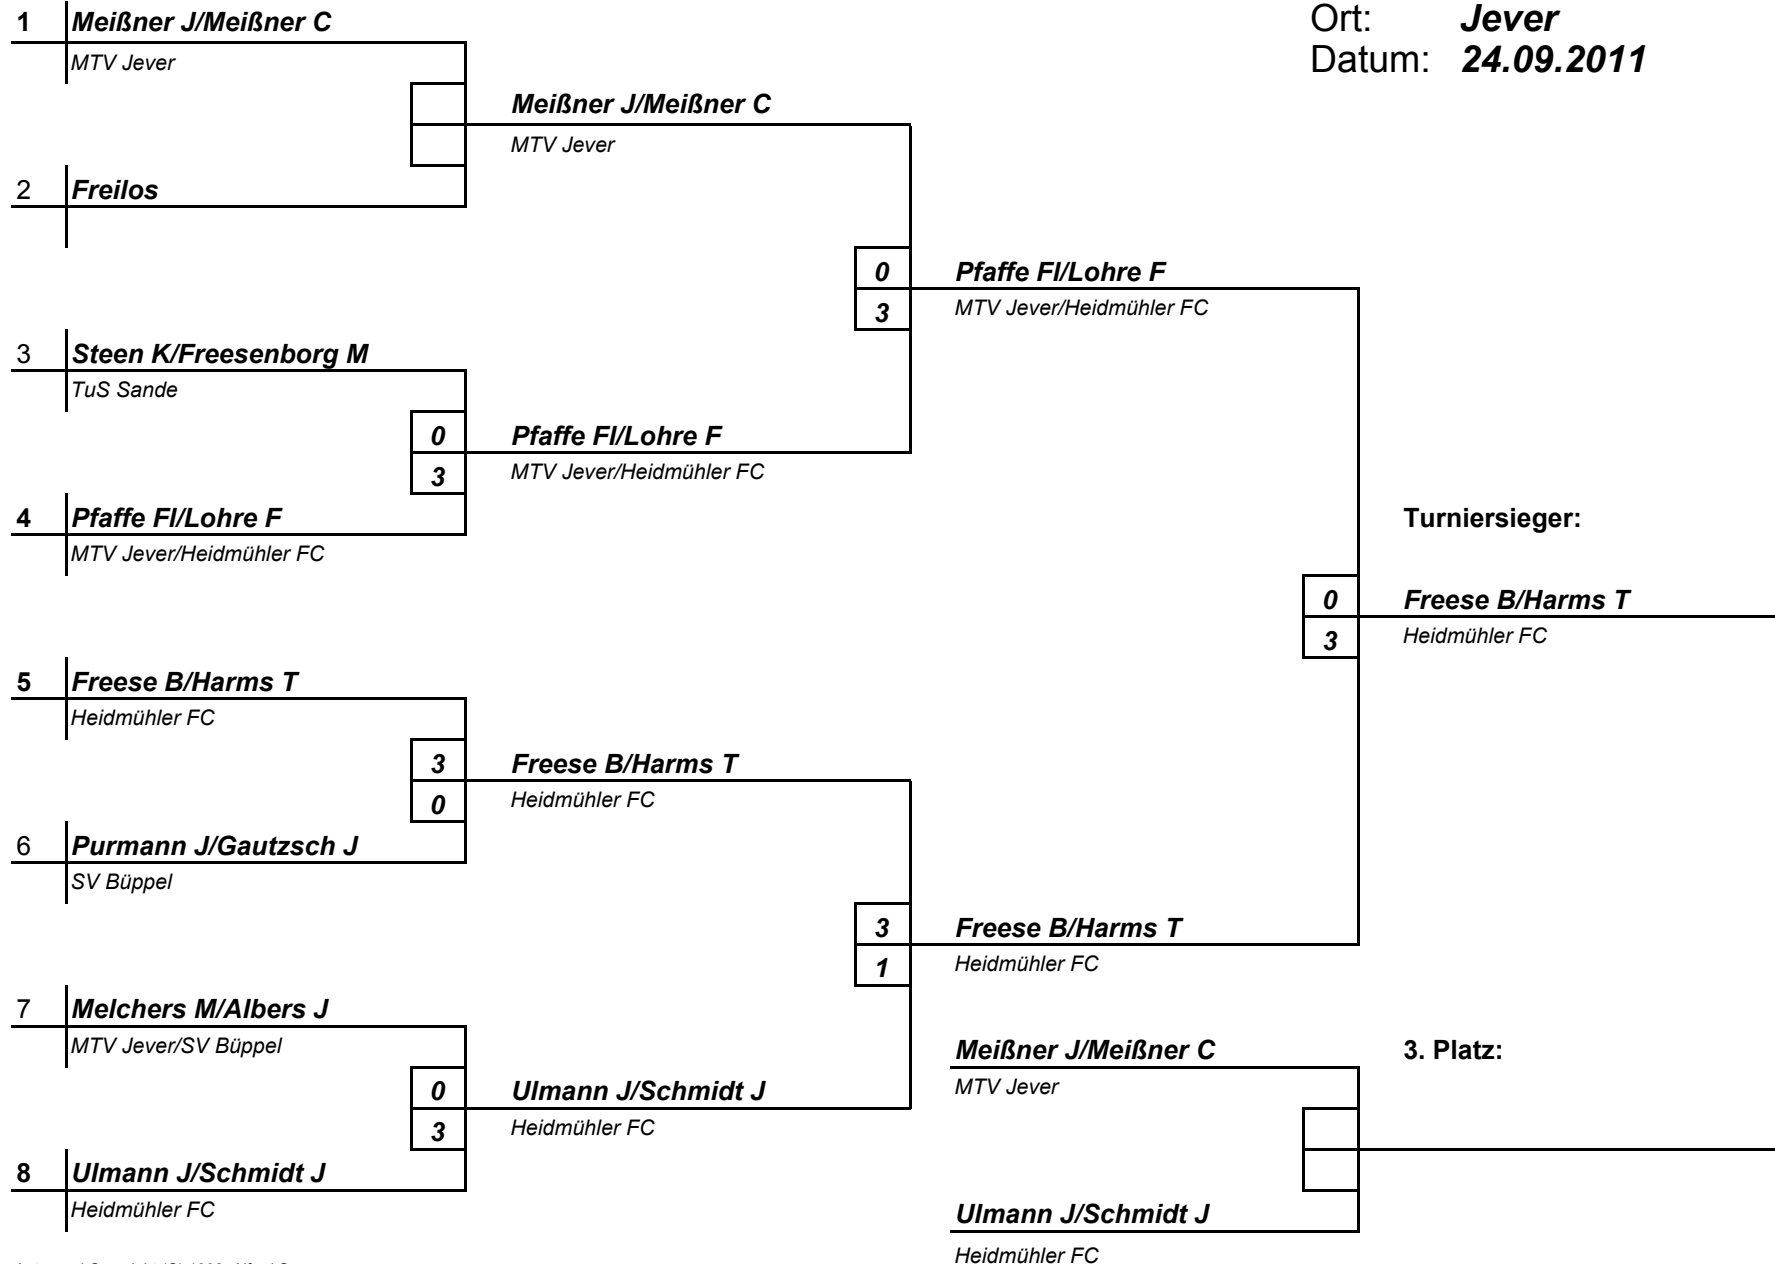 Ort: Jever
Datum: 24.09.2011
1 Meißner J/Meißner C
MTV Jever
Meißner J/Meißner C
MTV Jever
2 Freilos
0 Pfaffe Fl/Lohre F
3 MTV Jever/Heidmühler FC
3 Steen K/Freesenborg M
TuS Sande
0 Pfaffe Fl/Lohre F
3 MTV Jever/Heidmühler FC
4 Pfaffe Fl/Lohre F
MTV Jever/Heidmühler FC
Turniersieger:
0 Freese B/Harms T
3 Heidmühler FC
5 Freese B/Harms T
Heidmühler FC
3 Freese B/Harms T
0 Heidmühler FC
6 Purmann J/Gautzsch J
SV Büppel
3 Freese B/Harms T
1 Heidmühler FC
7 Melchers M/Albers J
MTV Jever/SV Büppel
Meißner J/Meißner C
MTV Jever
3. Platz:
0 Ulmann J/Schmidt J
3 Heidmühler FC
8 Ulmann J/Schmidt J
Heidmühler FC
Ulmann J/Schmidt J
Heidmühler FC